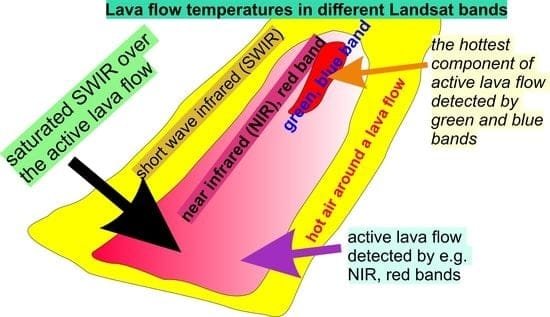 Lava flow temperatures in different Landsat bands
saturated SWIR over
the active lava flow
short wave infrared (SWIR)
near infrared (NIR), red band
green, blue band
hot air around a lava flow
the hottest
component of
active lava flow
detected by
green and blue
bands
active lava flow
detected by e.g.
NIR, red bands